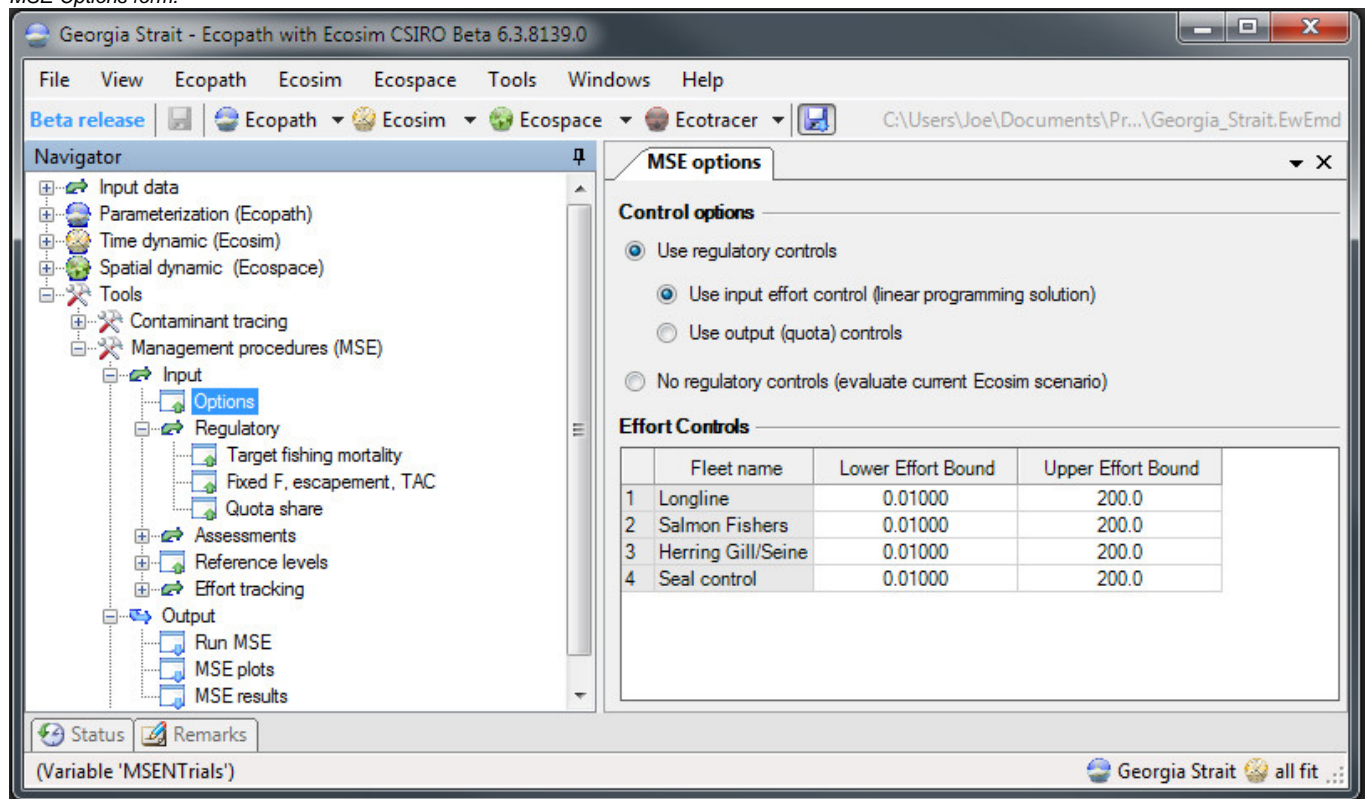 MSE Options form.
Georgia Strait - Ecopath with Ecosim CSIRO Beta 6.3.8139.0
File View Ecopath Ecosim Ecospace Tools Windows Help
Beta release Ecopath Ecosim Ecospace Ecotracer C:\Users\Joe\Documents\Pr...\Georgia_Strait.EwEmd
Navigator
Input data
Parameterization (Ecopath)
Time dynamic (Ecosim)
Spatial dynamic (Ecospace)
Tools
Contaminant tracing
Management procedures (MSE)
Input
Options
Regulatory
Target fishing mortality
Fixed F, escapement, TAC
Quota share
Assessments
Reference levels
Effort tracking
Output
Run MSE
MSE plots
MSE results
MSE options
Control options
Use regulatory controls
Use input effort control (linear programming solution)
Use output (quota) controls
No regulatory controls (evaluate current Ecosim scenario)
Effort Controls
Fleet name Lower Effort Bound Upper Effort Bound
1 Longline 0.01000 200.0
2 Salmon Fishers 0.01000 200.0
3 Herring Gill/Seine 0.01000 200.0
4 Seal control 0.01000 200.0
Status Remarks
(Variable 'MSENTrials') Georgia Strait all fit